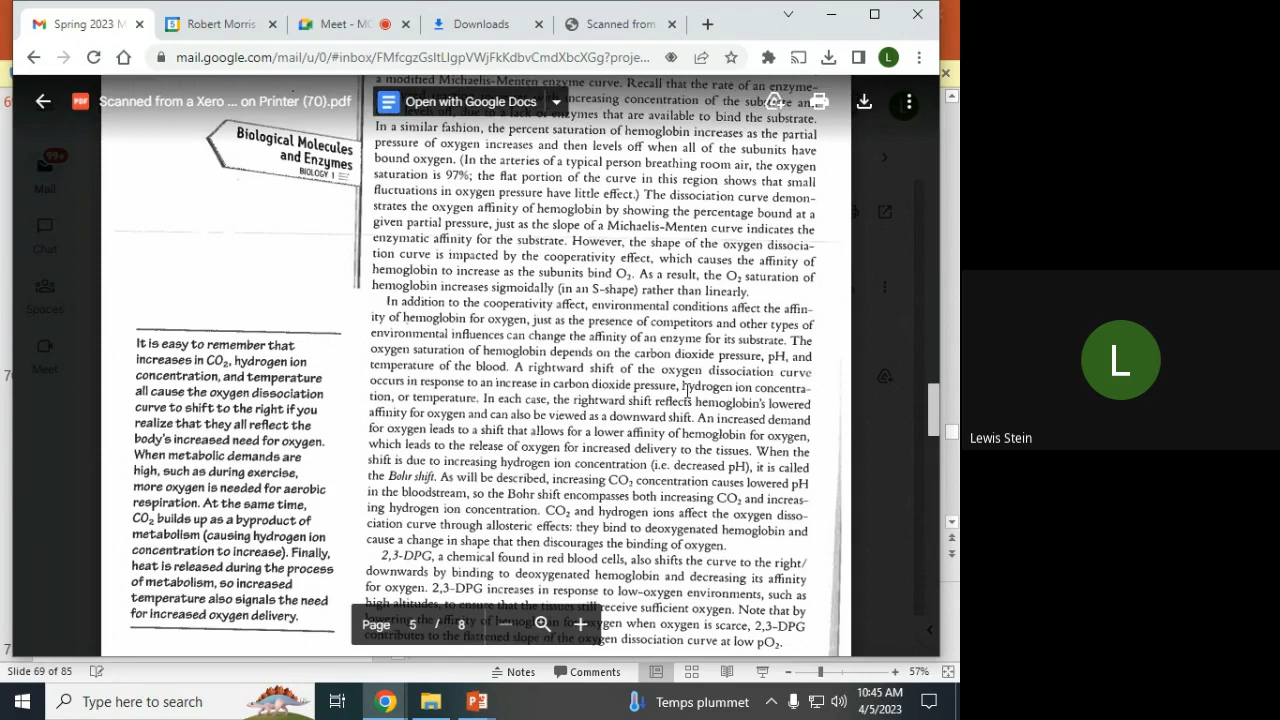 Spring 2023 M
Robert Morris
Meet - MC
Downloads
Scanned from
mail.google.com/mail/u/0/#inbox/FMfcgzGsltLlgpVWjFkKdbvCmdXbcXGg?proje...
L
Scanned from a Xero ... on Printer (70).pdf
Open with Google Docs
99+
Mail
Chat
Spaces
Meet
Biological Molecules
and Enzymes
BIOLOGY 1
a modified Michaelis-Menten enzyme curve. Recall that the rate of an enzyme-
increasing concentration of the substrate
enzymes that are available to bind the substrate.
In a similar fashion, the percent saturation of hemoglobin increases as the partial
pressure of oxygen increases and then levels off when all of the subunits have
bound oxygen. (In the arteries of a typical person breathing room air, the oxygen
saturation is 97%; the flat portion of the curve in this region shows that small
fluctuations in oxygen pressure have little effect.) The dissociation curve demon-
strates the oxygen affinity of hemoglobin by showing the percentage bound at a
given partial pressure, just as the slope of a Michaelis-Menten curve indicates the
enzymatic affinity for the substrate. However, the shape of the oxygen dissocia-
tion curve is impacted by the cooperativity effect, which causes the affinity of
hemoglobin to increase as the subunits bind O₂. As a result, the O₂ saturation of
hemoglobin increases sigmoidally (in an S-shape) rather than linearly.
In addition to the cooperativity affect, environmental conditions affect the affin-
ity of hemoglobin for oxygen, just as the presence of competitors and other types of
environmental influences can change the affinity of an enzyme for its substrate. The
oxygen saturation of hemoglobin depends on the carbon dioxide pressure, pH, and
temperature of the blood. A rightward shift of the oxygen dissociation curve
occurs in response to an increase in carbon dioxide pressure, hydrogen ion concentra-
tion, or temperature. In each case, the rightward shift reflects hemoglobin's lowered
affinity for oxygen and can also be viewed as a downward shift. An increased demand
for oxygen leads to a shift that allows for a lower affinity of hemoglobin for oxygen,
which leads to the release of oxygen for increased delivery to the tissues. When the
shift is due to increasing hydrogen ion concentration (i.e. decreased pH), it is called
the Bohr shift. As will be described, increasing CO₂ concentration causes lowered pH
in the bloodstream, so the Bohr shift encompasses both increasing CO₂ and increas-
ing hydrogen ion concentration. CO₂ and hydrogen ions affect the oxygen disso-
ciation curve through allosteric effects: they bind to deoxygenated hemoglobin and
cause a change in shape that then discourages the binding of oxygen.
2,3-DPG, a chemical found in red blood cells, also shifts the curve to the right/
downwards by binding to deoxygenated hemoglobin and decreasing its affinity
for oxygen. 2,3-DPG increases in response to low-oxygen environments, such as
high altitudes, to ensure that the tissues still receive sufficient oxygen. Note that by
lowering the affinity of hemoglobin for oxygen when oxygen is scarce, 2,3-DPG
contributes to the flattened slope of the oxygen dissociation curve at low pO₂.
It is easy to remember that
increases in CO₂, hydrogen ion
concentration, and temperature
all cause the oxygen dissociation
curve to shift to the right if you
realize that they all reflect the
body's increased need for oxygen.
When metabolic demands are
high, such as during exercise,
more oxygen is needed for aerobic
respiration. At the same time,
CO₂ builds up as a byproduct of
metabolism (causing hydrogen ion
concentration to increase). Finally,
heat is released during the process
of metabolism, so increased
temperature also signals the need
for increased oxygen delivery.
Page 5 / 8
Slide 69 of 85
Notes
Comments
57%
Type here to search
Temps plummet
10:45 AM
4/5/2023
L
Lewis Stein